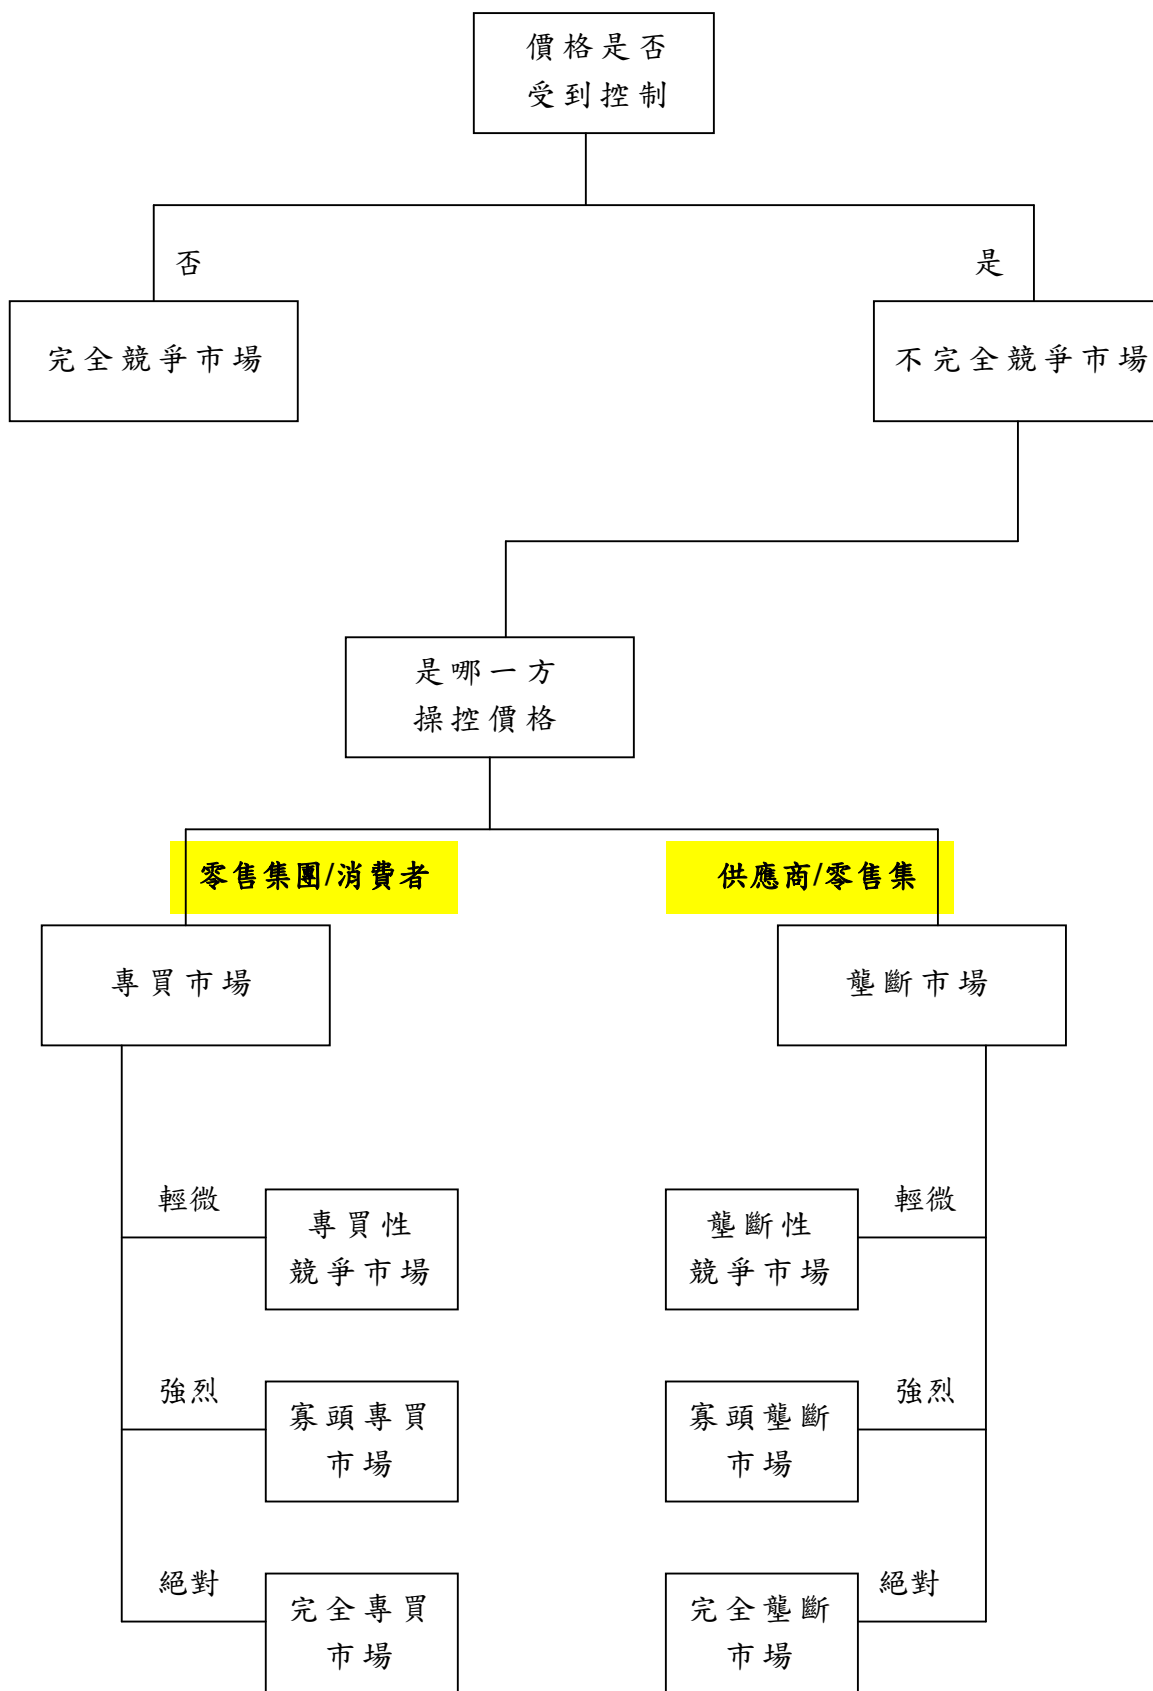 價格是否
受到控制
否
是
完全競爭市場
不完全競爭市場
是哪一方
操控價格
零售集團/消費者
供應商/零售集
專買市場
壟斷市場
輕微
輕微
專買性
競爭市場
壟斷性
競爭市場
強烈
強烈
寡頭專買
市場
寡頭壟斷
市場
絕對
絕對
完全專買
市場
完全壟斷
市場